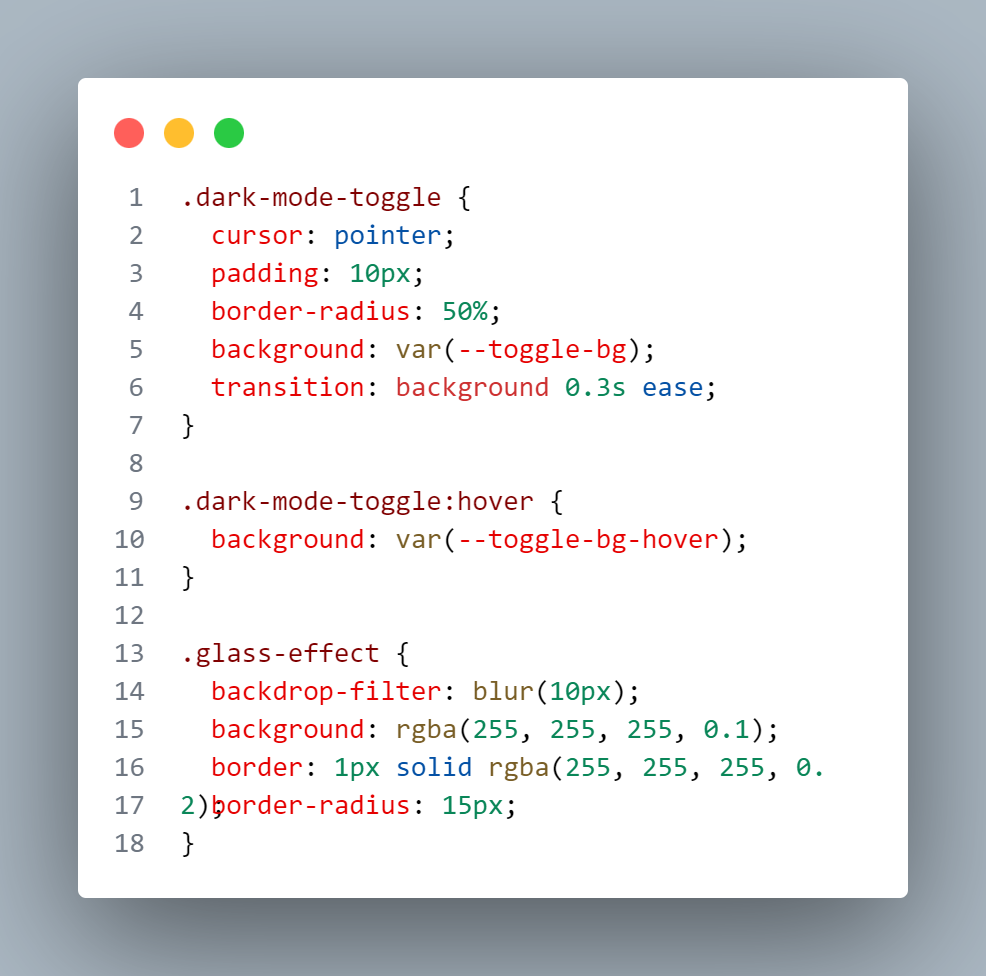 1 .dark-mode-toggle {
2   cursor: pointer;
3   padding: 10px;
4   border-radius: 50%;
5   background: var(--toggle-bg);
6   transition: background 0.3s ease;
7 }
8
9 .dark-mode-toggle:hover {
10   background: var(--toggle-bg-hover);
11 }
12
13 .glass-effect {
14   backdrop-filter: blur(10px);
15   background: rgba(255, 255, 255, 0.1);
16   border: 1px solid rgba(255, 255, 255, 0.
2);
17   border-radius: 15px;
18 }